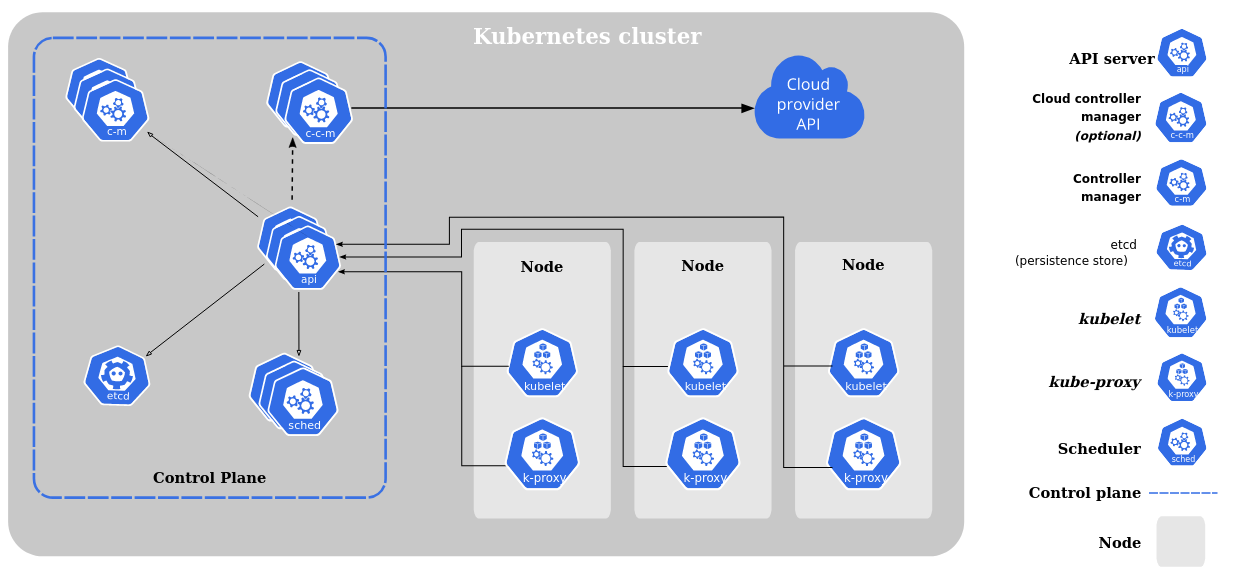 Kubernetes cluster
c-m
c-c-m
Cloud
provider
API
api
etcd
sched
Control Plane
Node
kubelet
k-proxy
Node
kubelet
k-proxy
Node
kubelet
k-proxy
API server
api
Cloud controller
manager
(optional)
c-c-m
Controller
manager
c-m
etcd
(persistence store)
etcd
kubelet
kubelet
kube-proxy
k-proxy
Scheduler
sched
Control plane
Node